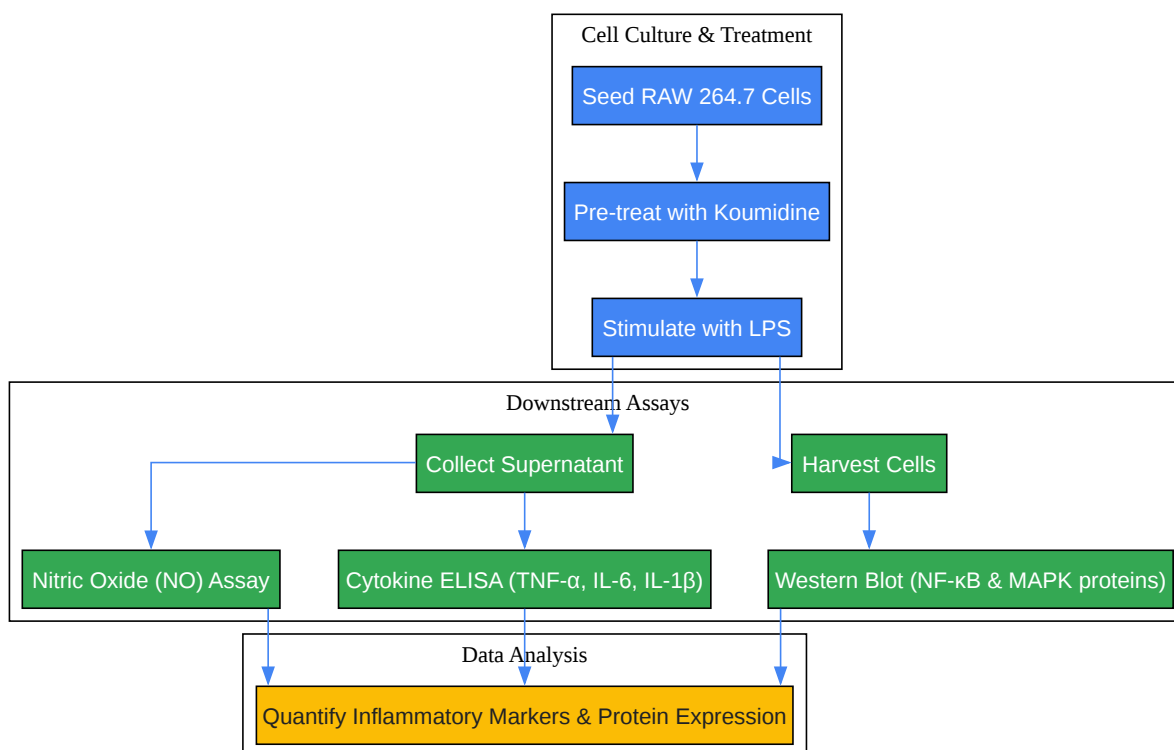 Cell Culture & Treatment
Seed RAW 264.7 Cells
Pre-treat with Koumidine
Stimulate with LPS
Downstream Assays
Collect Supernatant
Harvest Cells
Nitric Oxide (NO) Assay
Cytokine ELISA (TNF-α, IL-6, IL-1β)
Western Blot (NF-κB & MAPK proteins)
Data Analysis
Quantify Inflammatory Markers & Protein Expression